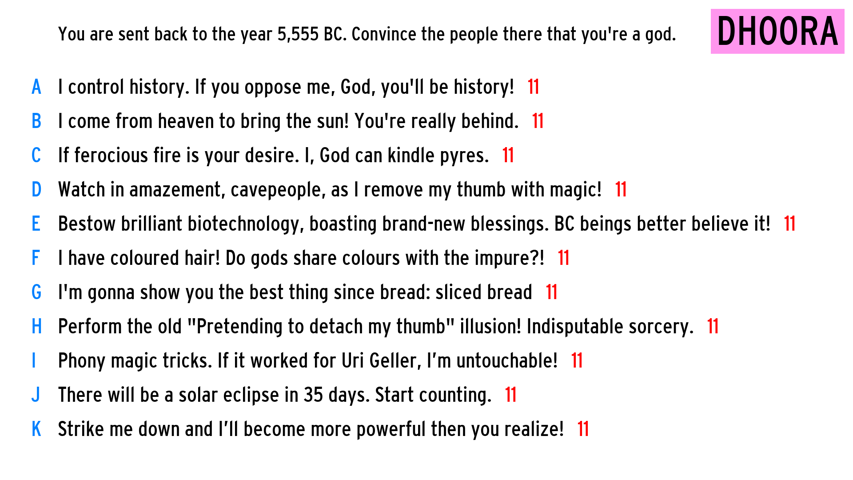 You are sent back to the year 5,555 BC. Convince the people there that you're a god.
DHOORA
A I control history. If you oppose me, God, you'll be history! 11
B I come from heaven to bring the sun! You're really behind. 11
C If ferocious fire is your desire. I, God can kindle pyres. 11
D Watch in amazement, cavepeople, as I remove my thumb with magic! 11
E Bestow brilliant biotechnology, boasting brand-new blessings. BC beings better believe it! 11
F I have coloured hair! Do gods share colours with the impure?! 11
G I'm gonna show you the best thing since bread: sliced bread 11
H Perform the old "Pretending to detach my thumb" illusion! Indisputable sorcery. 11
I Phony magic tricks. If it worked for Uri Geller, I’m untouchable! 11
J There will be a solar eclipse in 35 days. Start counting. 11
K Strike me down and I’ll become more powerful then you realize! 11